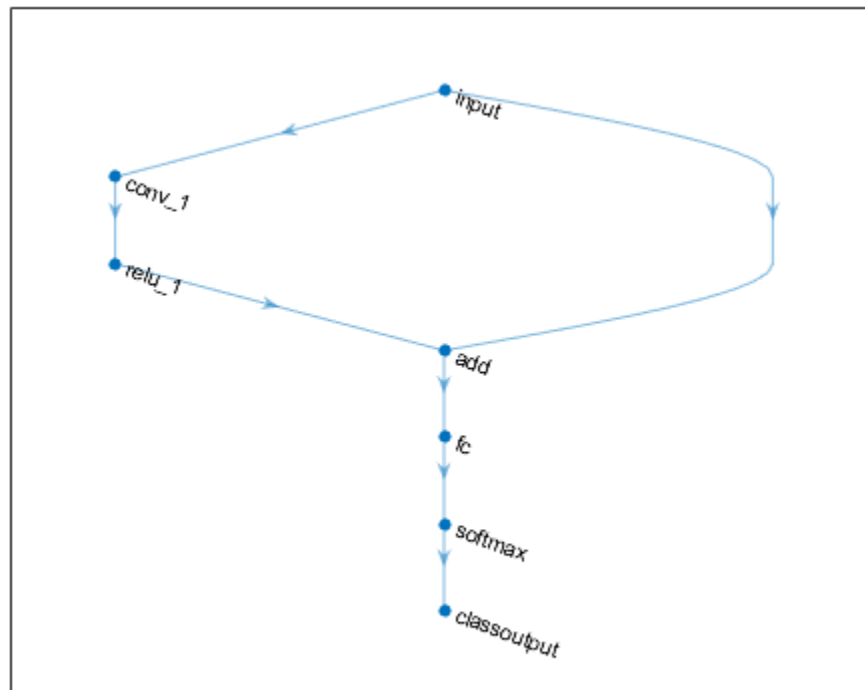 input
conv_1
relu_1
add
fc
softmax
classoutput